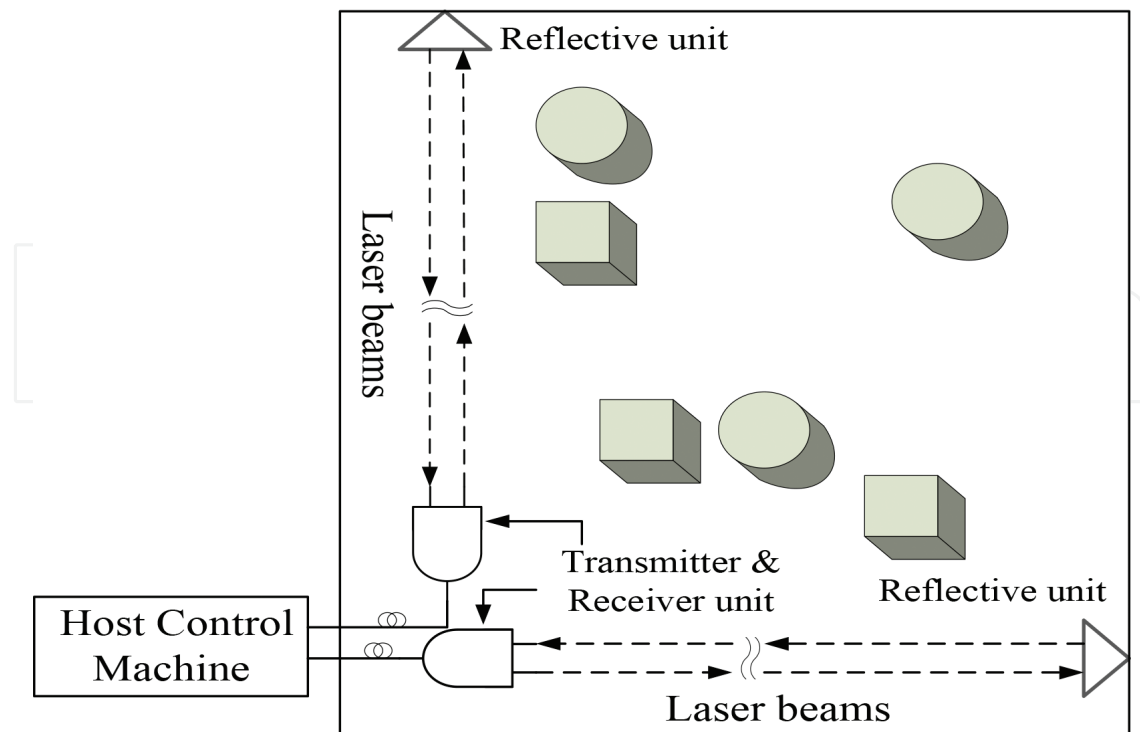 Reflective unit
Laser beams
Transmitter &
Receiver unit
Reflective unit
Host Control
Machine
Laser beams